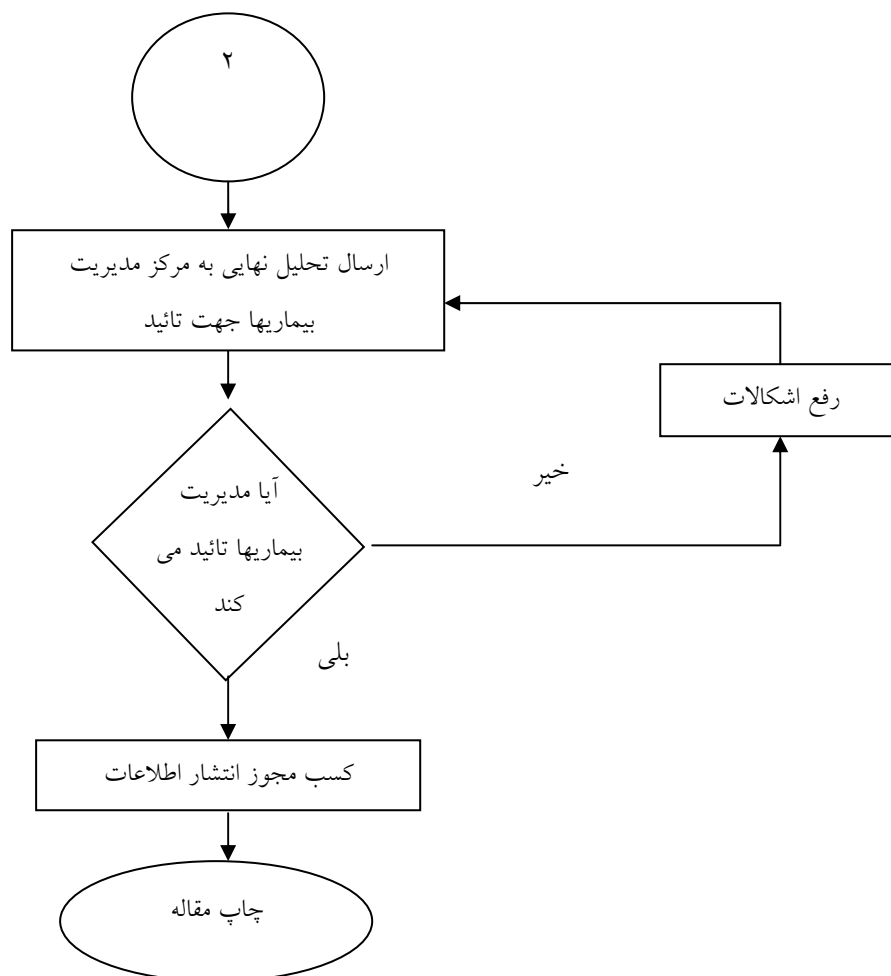 ۲
ارسال تحلیل نهایی به مرکز مدیریت
بیماریها جهت تائید
رفع اشکالات
خیر
آیا مدیریت
بیماریها تائید می
کند
بلی
کسب مجوز انتشار اطلاعات
چاپ مقاله